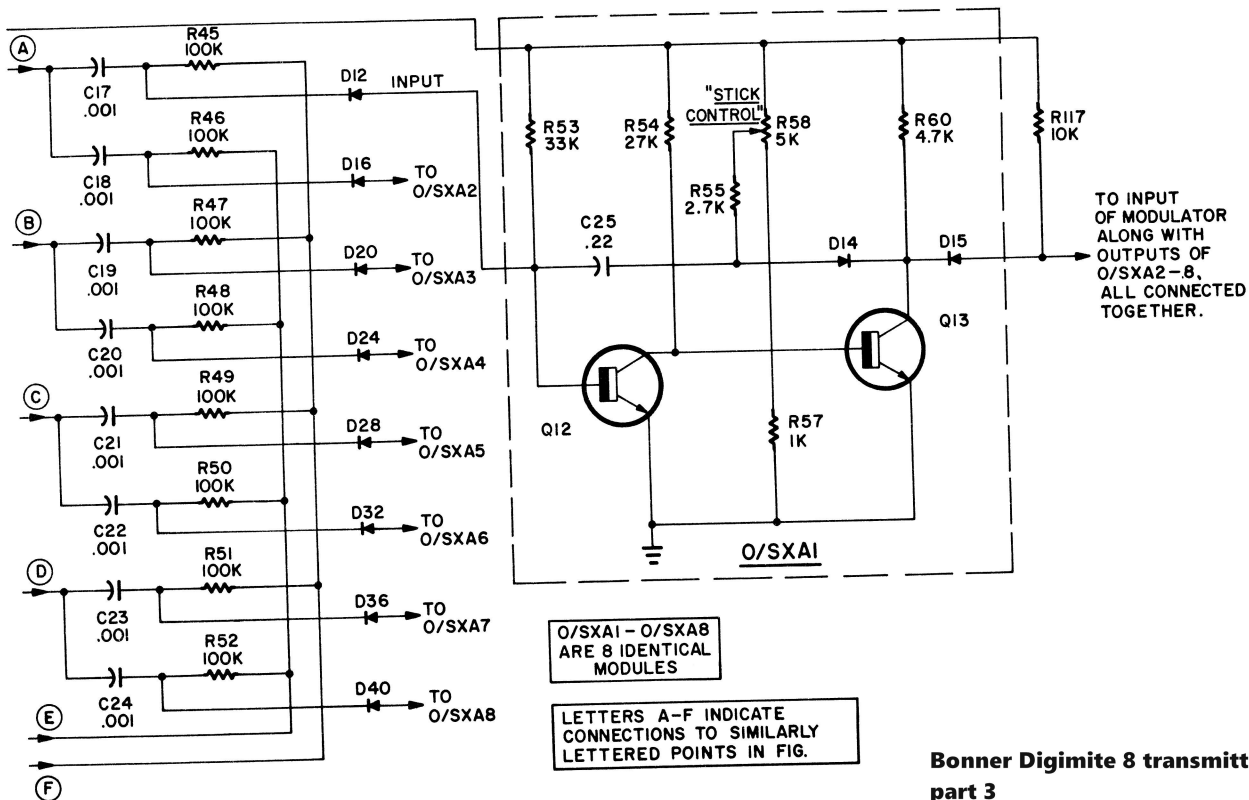 A
R45
100K
C17
.001
D12
INPUT
R46
100K
C18
.001
D16
TO
O/SXA2
B
R47
100K
C19
.001
D20
TO
O/SXA3
R48
100K
C20
.001
D24
TO
O/SXA4
C
R49
100K
C21
.001
D28
TO
O/SXA5
R50
100K
C22
.001
D32
TO
O/SXA6
D
R51
100K
C23
.001
D36
TO
O/SXA7
R52
100K
C24
.001
D40
TO
O/SXA8
E
F
R53
33K
R54
27K
"STICK
CONTROL"
R58
5K
R60
4.7K
R117
10K
R55
2.7K
C25
.22
D14
D15
TO INPUT
OF MODULATOR
ALONG WITH
OUTPUTS OF
O/SXA2-.8,
ALL CONNECTED
TOGETHER.
Q13
Q12
R57
1K
O/SXA1
O/SXA1 - O/SXA8
ARE 8 IDENTICAL
MODULES
LETTERS A-F INDICATE
CONNECTIONS TO SIMILARLY
LETTERED POINTS IN FIG.
Bonner Digimite 8 transmitt
part 3